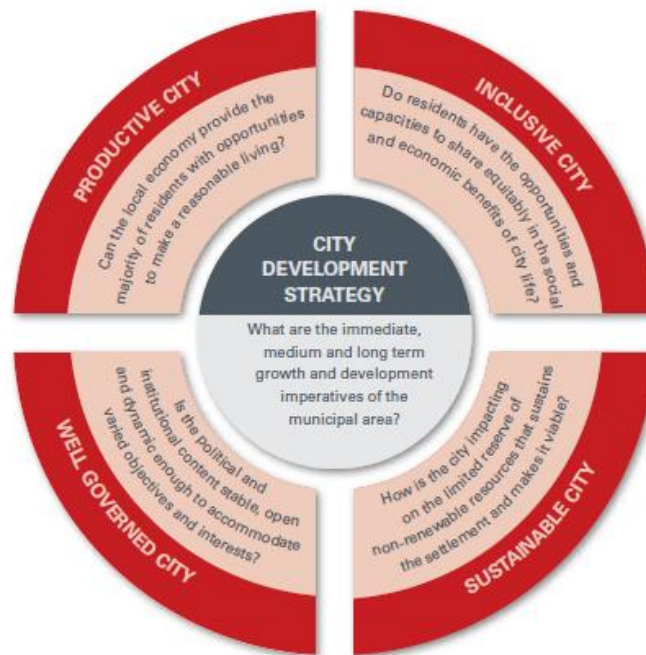 PRODUCTIVE CITY
Can the local economy provide the
majority of residents with opportunities
to make a reasonable living?
INCLUSIVE CITY
Do residents have the opportunities and
capacities to share equitably in the social
and economic benefits of city life?
CITY
DEVELOPMENT
STRATEGY
What are the immediate,
medium and long term
growth and development
imperatives of the
municipal area?
Is the Political and
institutional content stable, open
and dynamic enough to accommodate
varied objectives and interests?
WELL GOVERNED CITY
How is the city impacting
on the limited reserve of
non-renewable resources that sustains
the settlement and makes it viable?
SUSTAINABLE CITY